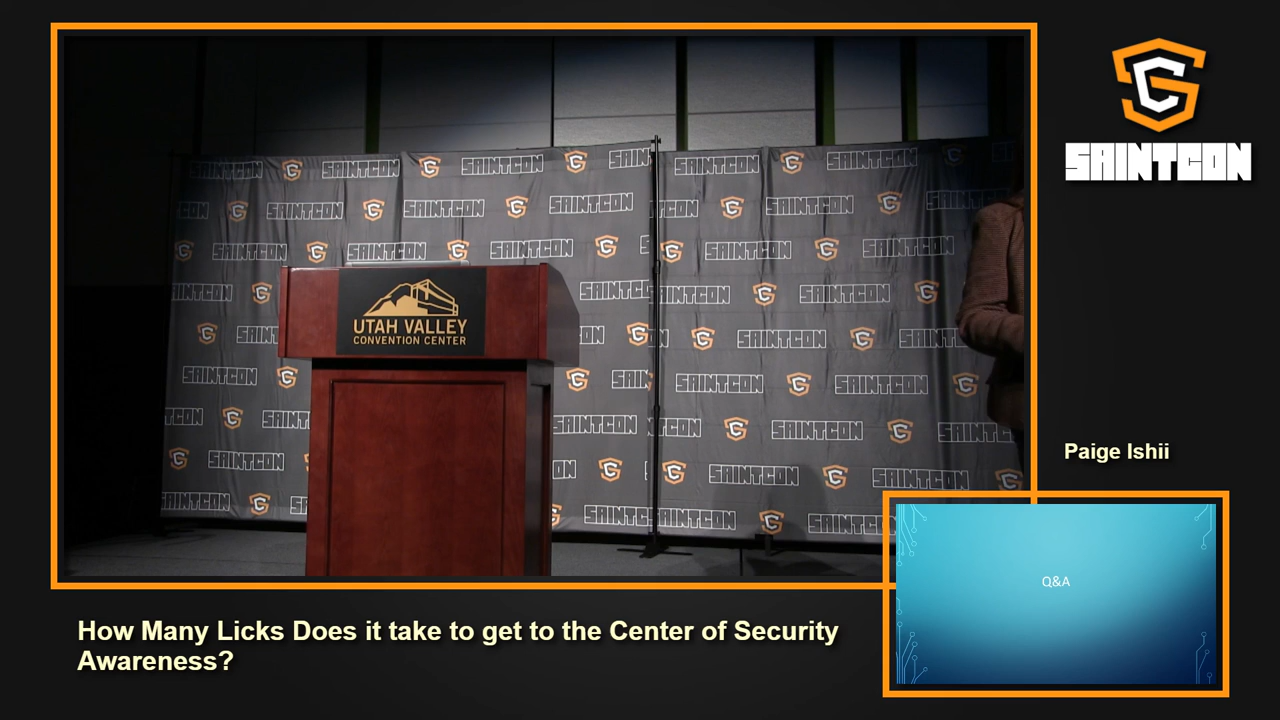 SAINTCON
UTAH VALLEY
CONVENTION CENTER
Paige Ishii
Q&A
How Many Licks Does it take to get to the Center of Security
Awareness?